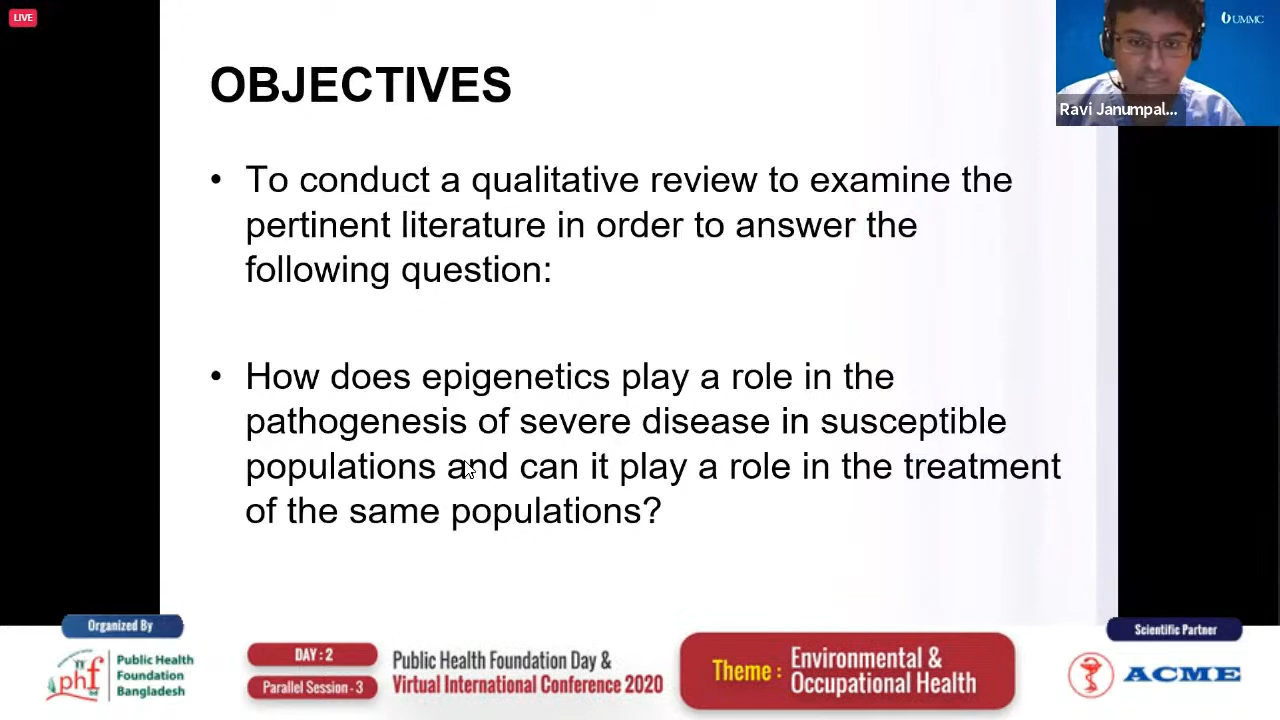 LIVE
UMMC
Ravi Janumpal...
OBJECTIVES
• To conduct a qualitative review to examine the
pertinent literature in order to answer the
following question:
• How does epigenetics play a role in the
pathogenesis of severe disease in susceptible
populations and can it play a role in the treatment
of the same populations?
Organized By
phf
Public Health
Foundation
Bangladesh
DAY : 2
Parallel Session - 3
Public Health Foundation Day &
Virtual International Conference 2020
Theme :
Environmental &
Occupational Health
Scientific Partner
ACME